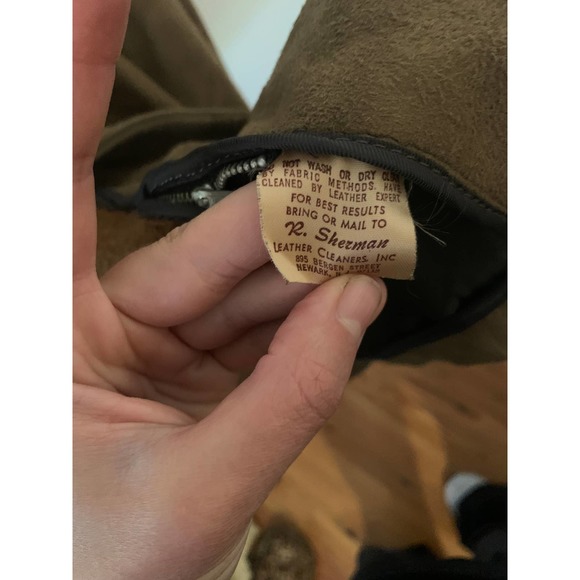 NOT WASH OR DRY CLEAN
BY FABRIC METHODS. HAVE
CLEANED BY LEATHER EXPERT
FOR BEST RESULTS
BRING OR MAIL TO
R. Sherman
LEATHER CLEANERS, INC
895 BERGEN STREET
NEWARK, N.